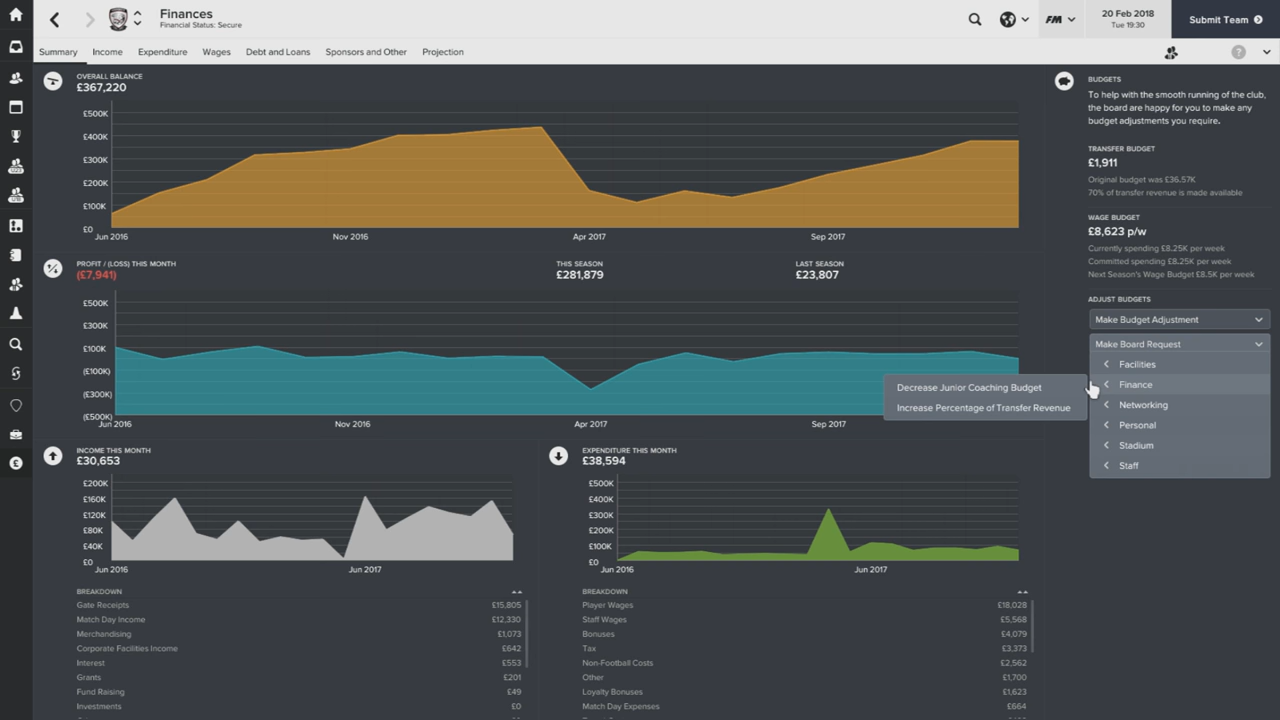 Finances
Financial Status: Secure
FM
20 Feb 2018
Tue 19:30
Submit Team
Summary
Income
Expenditure
Wages
Debt and Loans
Sponsors and Other
Projection
?
OVERALL BALANCE
£367,220
£500K
£400K
£300K
£200K
£100K
£0
Jun 2016
Nov 2016
Apr 2017
Sep 2017
PROFIT / (LOSS) THIS MONTH
(£7,941)
THIS SEASON
£281,879
LAST SEASON
£23,807
£500K
£300K
£100K
(£100K)
(£300K)
(£500K)
Jun 2016
Nov 2016
Apr 2017
Sep 2017
INCOME THIS MONTH
£30,653
£200K
£160K
£120K
£80K
£40K
£0
Jun 2016
Jun 2017
BREAKDOWN
Gate Receipts £15,805
Match Day Income £12,330
Merchandising £1,073
Corporate Facilities Income £642
Interest £553
Grants £201
Fund Raising £49
Investments £0
EXPENDITURE THIS MONTH
£38,594
£500K
£400K
£300K
£200K
£100K
£0
Jun 2016
Jun 2017
BREAKDOWN
Player Wages £18,028
Staff Wages £5,568
Bonuses £4,079
Tax £3,373
Non-Football Costs £2,562
Other £1,700
Loyalty Bonuses £1,623
Match Day Expenses £664
BUDGETS
To help with the smooth running of the club,
the board are happy for you to make any
budget adjustments you require.
TRANSFER BUDGET
£1,911
Original budget was £36.57K
70% of transfer revenue is made available
WAGE BUDGET
£8,623 p/w
Currently spending £8.25K per week
Committed spending £8.25K per week
Next Season's Wage Budget £8.5K per week
ADJUST BUDGETS
Make Budget Adjustment
Make Board Request
Facilities
Finance
Networking
Personal
Stadium
Staff
Decrease Junior Coaching Budget
Increase Percentage of Transfer Revenue